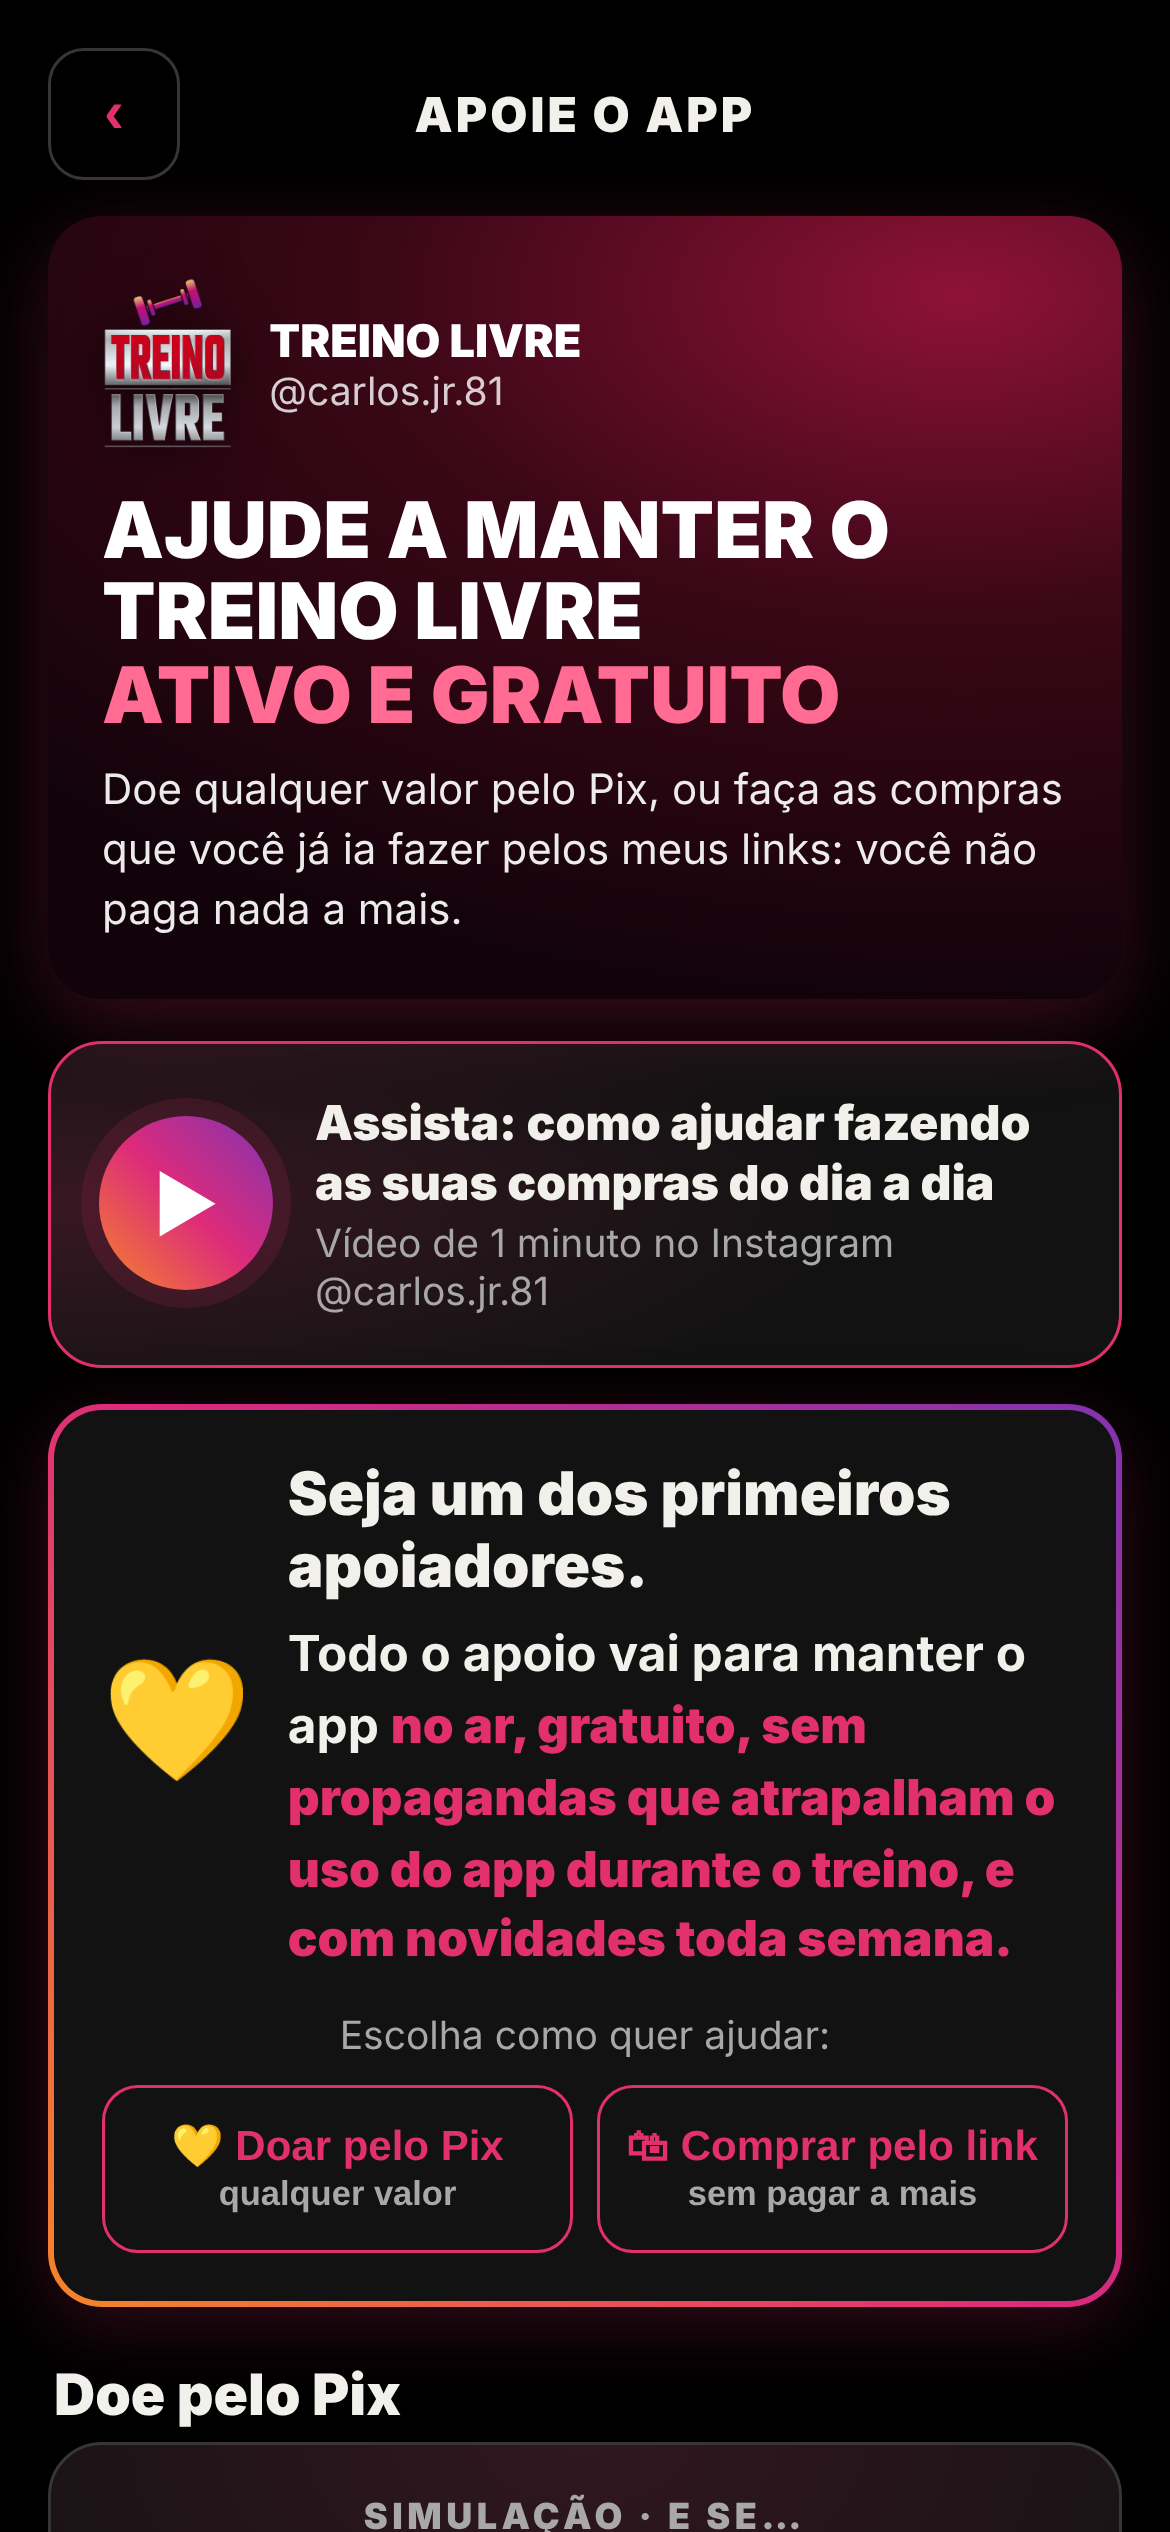 ‹
APOIE O APP
TREINO
LIVRE
TREINO LIVRE
@carlos.jr.81
AJUDE A MANTER O
TREINO LIVRE
ATIVO E GRATUITO
Doe qualquer valor pelo Pix, ou faça as compras
que você já ia fazer pelos meus links: você não
paga nada a mais.
Assista: como ajudar fazendo
as suas compras do dia a dia
Vídeo de 1 minuto no Instagram
@carlos.jr.81
Seja um dos primeiros
apoiadores.
Todo o apoio vai para manter o
app no ar, gratuito, sem
propagandas que atrapalham o
uso do app durante o treino, e
com novidades toda semana.
Escolha como quer ajudar:
💛 Doar pelo Pix
qualquer valor
🛍 Comprar pelo link
sem pagar a mais
Doe pelo Pix
SIMULAÇÃO · E SE...